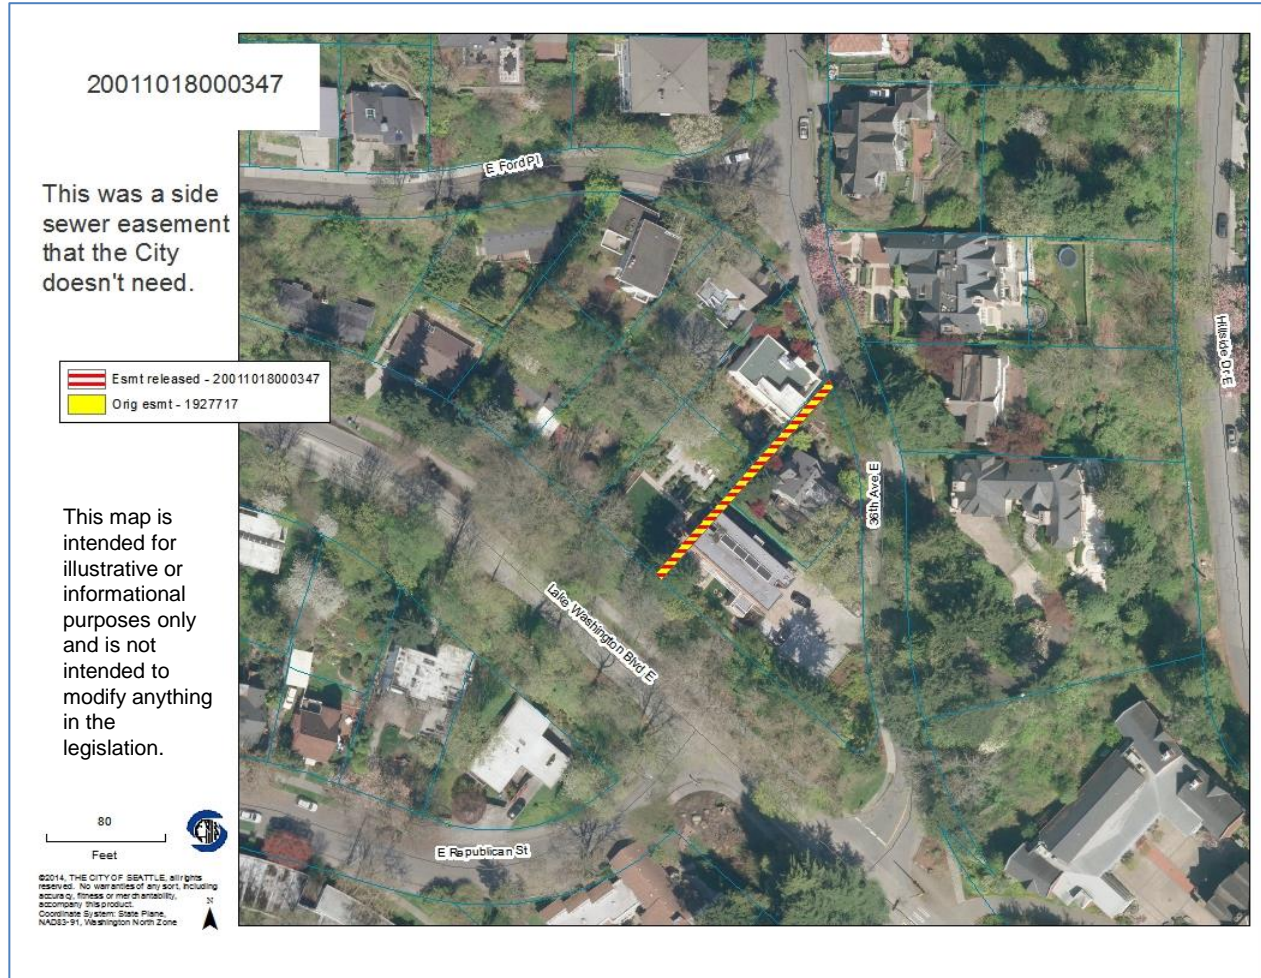 20011018000347
This was a side
sewer easement
that the City
doesn't need.
Esmt released - 20011018000347
Orig esmt - 1927717
This map is
intended for
illustrative or
informational
purposes only
and is not
intended to
modify anything
in the
legislation.
80
Feet
©2014, THE CITY OF SEATTLE, all rights
reserved. No warranties of any sort, including
accuracy, fitness or merchantability,
accompany this product.
Coordinate System: State Plane,
NAD83-91, Washington North Zone
N
E Ford Pl
36th Ave E
Hillside Dr E
Lake Washington Blvd E
E Republican St